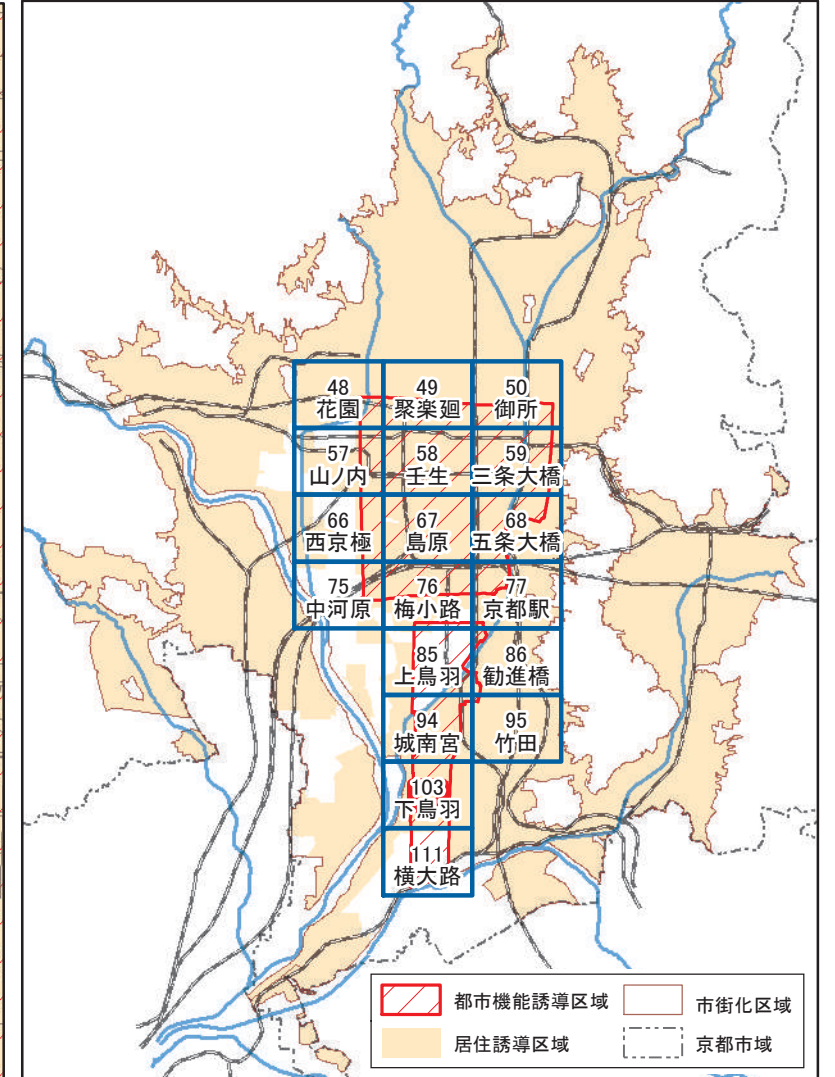 48
花園
49
聚楽廻
50
御所
57
山ノ内
58
壬生
59
三条大橋
66
西京極
67
島原
68
五条大橋
75
中河原
76
梅小路
77
京都駅
85
上鳥羽
86
勧進橋
94
城南宮
95
竹田
103
下鳥羽
111
横大路
都市機能誘導区域
市街化区域
居住誘導区域
京都市域